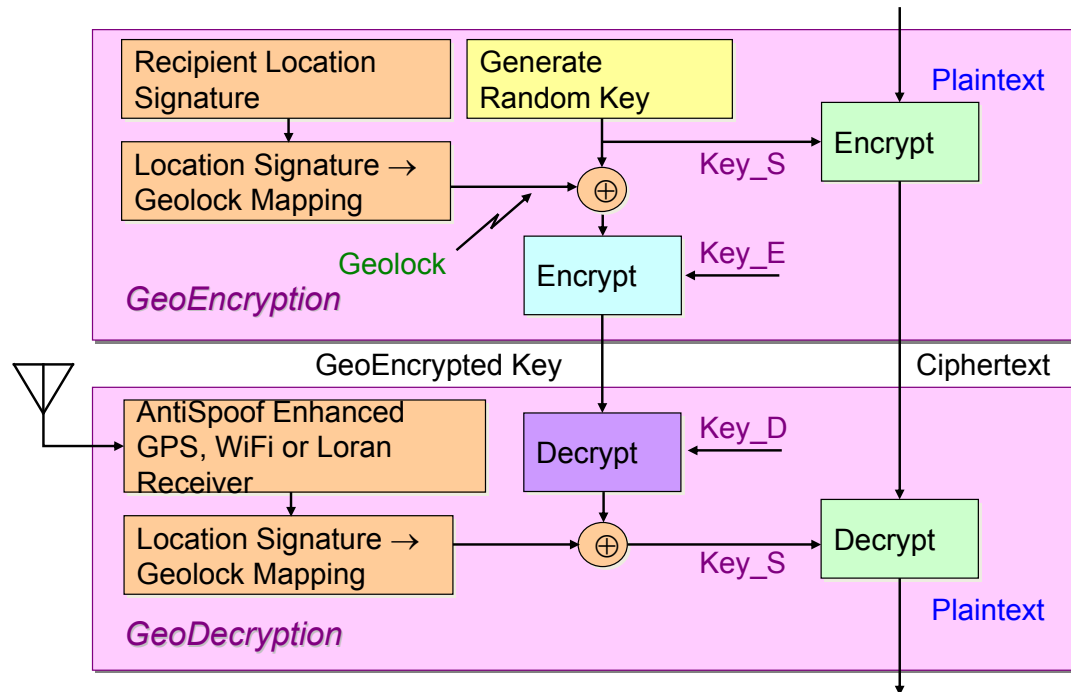 Recipient Location
Signature
Generate
Random Key
Plaintext
Encrypt
Key_S
Location Signature →
Geolock Mapping
⊕
Geolock
Encrypt
Key_E
GeoEncryption
GeoEncrypted Key
Ciphertext
AntiSpoof Enhanced
GPS, WiFi or Loran
Receiver
Decrypt
Key_D
Location Signature →
Geolock Mapping
⊕
Key_S
Decrypt
Plaintext
GeoDecryption